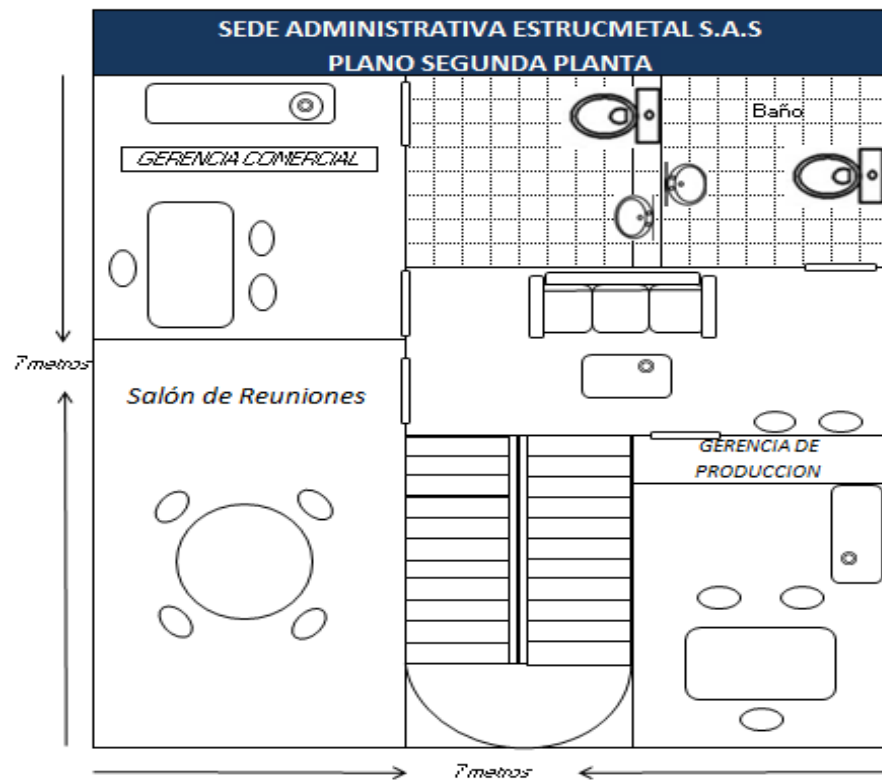 SEDE ADMINISTRATIVA ESTRUCMETAL S.A.S
PLANO SEGUNDA PLANTA
Baño
GERENCIA COMERCIAL
7 metros
Salón de Reuniones
GERENCIA DE
PRODUCCION
7 metros